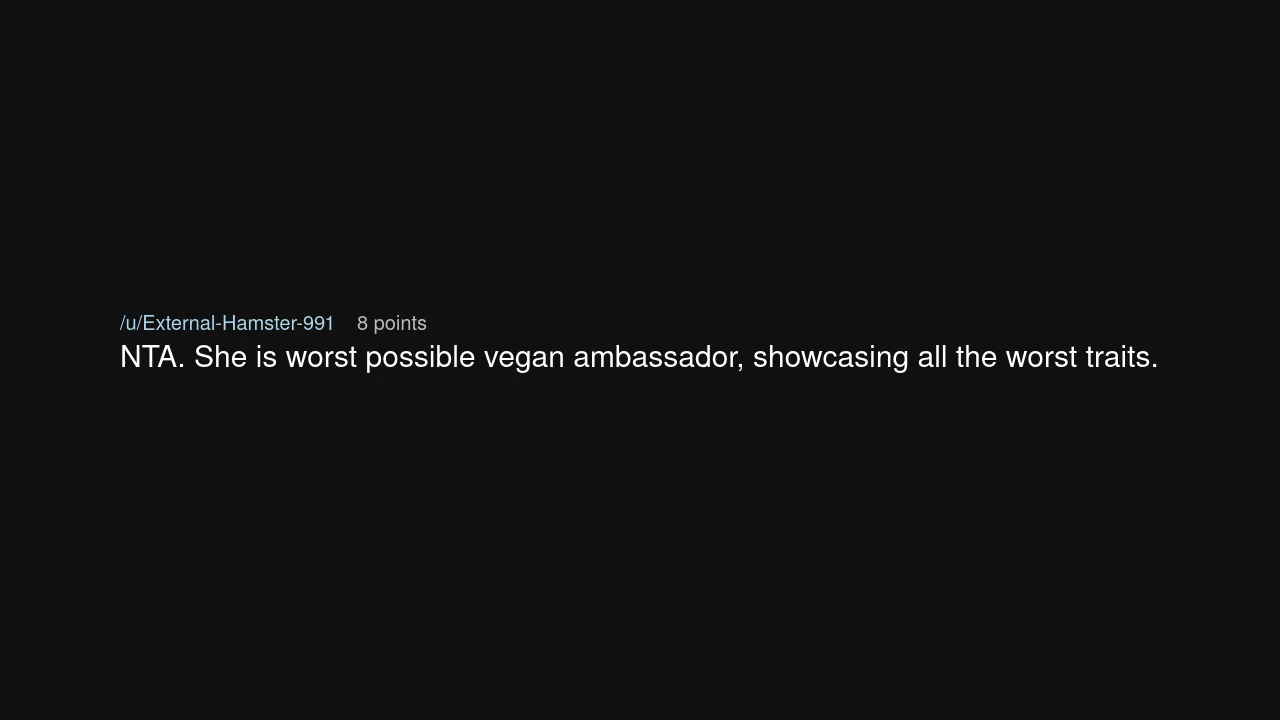 /u/External-Hamster-991 8 points
NTA. She is worst possible vegan ambassador, showcasing all the worst traits.